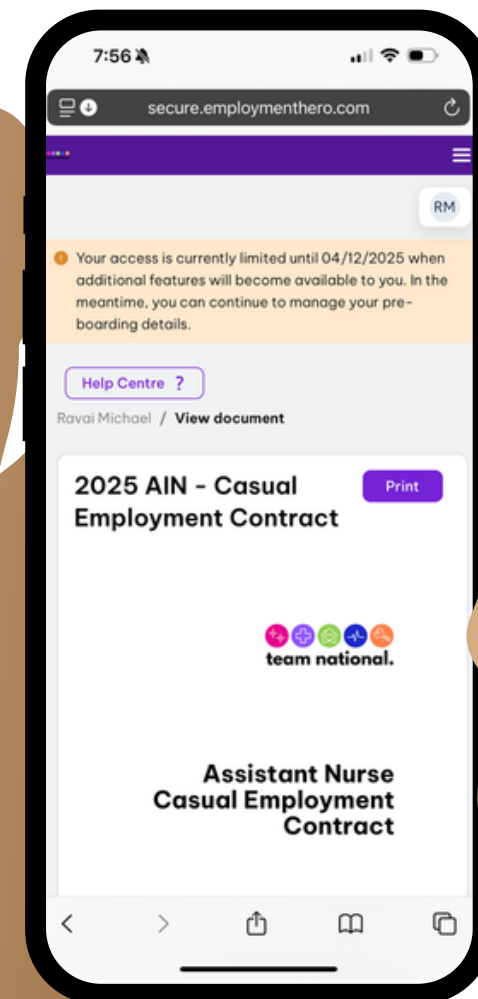 7:56
secure.employmenthero.com
RM
Your access is currently limited until 04/12/2025 when
additional features will become available to you. In the
meantime, you can continue to manage your pre-
boarding details.
Help Centre ?
Ravai Michael / View document
2025 AIN - Casual
Employment Contract
Print
team national.
Assistant Nurse
Casual Employment
Contract